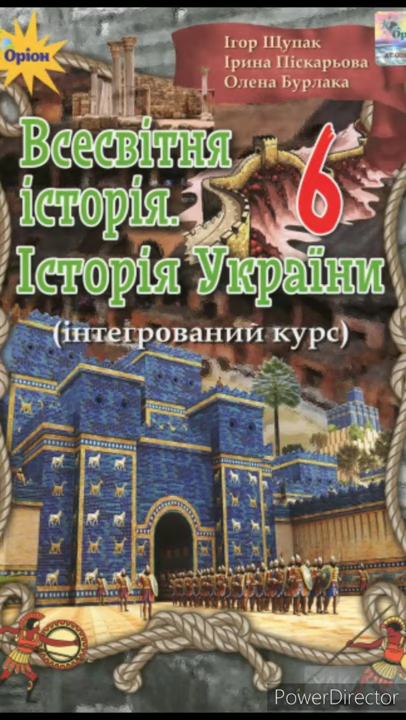 Оріон
Ігор Щупак
Ірина Піскарьова
Олена Бурлака
Всесвітня
історія.
6
Історія України
(інтегрований курс)
PowerDirector